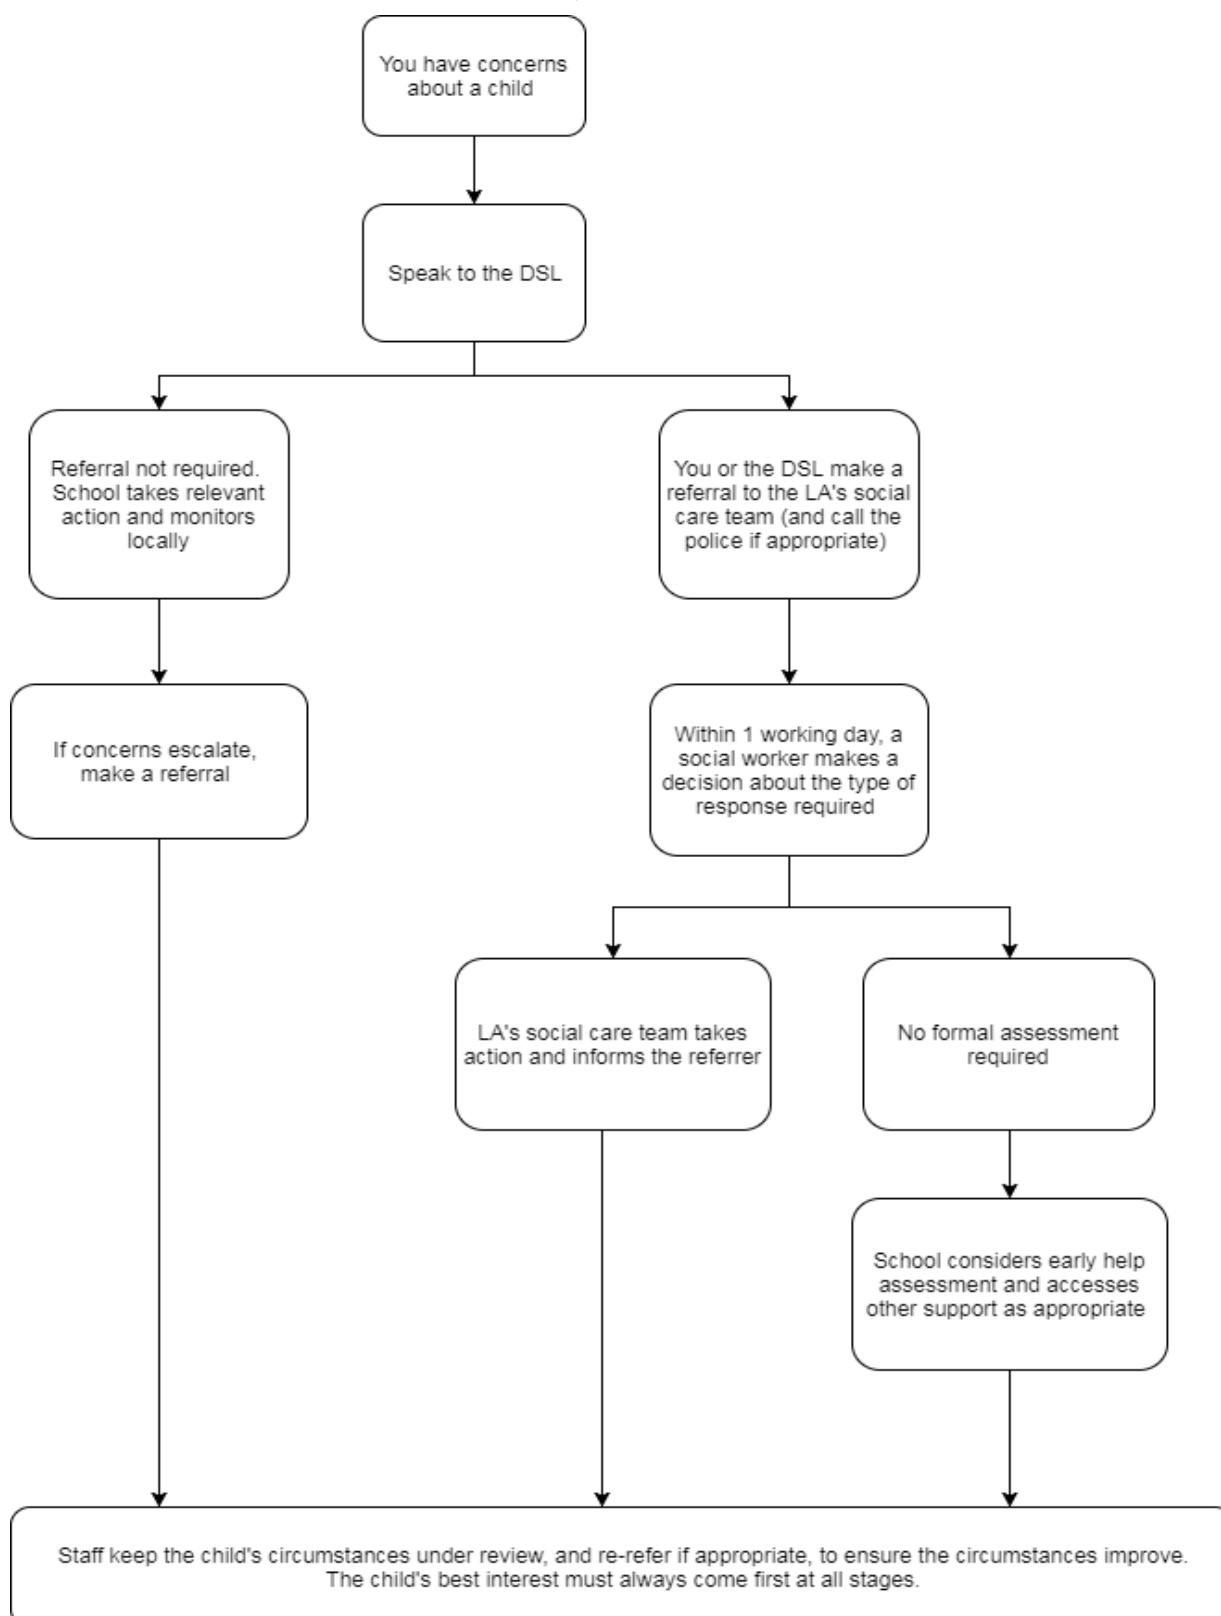 You have concerns
about a child
Speak to the DSL
Referral not required.
School takes relevant
action and monitors
locally
You or the DSL make a
referral to the LA's social
care team (and call the
police if appropriate)
If concerns escalate,
make a referral
Within 1 working day, a
social worker makes a
decision about the type of
response required
LA's social care team takes
action and informs the referrer
No formal assessment
required
School considers early help
assessment and accesses
other support as appropriate
Staff keep the child's circumstances under review, and re-refer if appropriate, to ensure the circumstances improve.
The child's best interest must always come first at all stages.